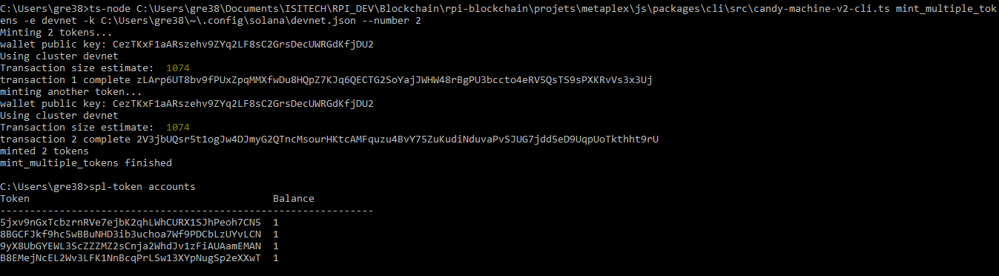 C:\Users\gre38>ts-node C:\Users\gre38\Documents\ISITECH\RPI_DEV\Blockchain\rpi-blockchain\projets\metaplex\js\packages\cli\src\candy-machine-v2-cli.ts mint_multiple_tok
ens -e devnet -k C:\Users\gre38\~\.config\solana\devnet.json --number 2
Minting 2 tokens...
wallet public key: CezTKxF1aARszehv9ZYq2LF8sC2GrsDecUWRGdKfjDU2
Using cluster devnet
Transaction size estimate:  1074
transaction 1 complete zLArp6UT8bv9fPUxZpqMMXfwDu8HQpZ7KJq6QECTG2SoYajJWHW48rBgPU3bccto4eRV5QsTS9sPXKRvVs3x3Uj
minting another token...
wallet public key: CezTKxF1aARszehv9ZYq2LF8sC2GrsDecUWRGdKfjDU2
Using cluster devnet
Transaction size estimate:  1074
transaction 2 complete 2V3jbUQsr5t1ogJw4DJmyG2QTncMsourHKtcAMFquzu4BvY75ZuKudiNduvaPvSJUG7jdd5eD9UqpUoTkthht9rU
minted 2 tokens
mint_multiple_tokens finished
C:\Users\gre38>spl-token accounts
Token                                         Balance
---------------------------------------------------------------
5jxv9nGxTcbzrnRVe7ejbK2qhLWhCURX1SJhPeoh7CN5  1
8BGCFJkf9hc5wBBuNHD3ib3uchoa7Wf9PDCbLzUYvLCN  1
9yX8UbGYEWL3ScZZZMZ2sCnja2WhdJv1zFiAUAamEMAN  1
B8EMejNcEL2Wv3LFK1NnBcqPrLSw13XYpNugSp2eXXwT  1